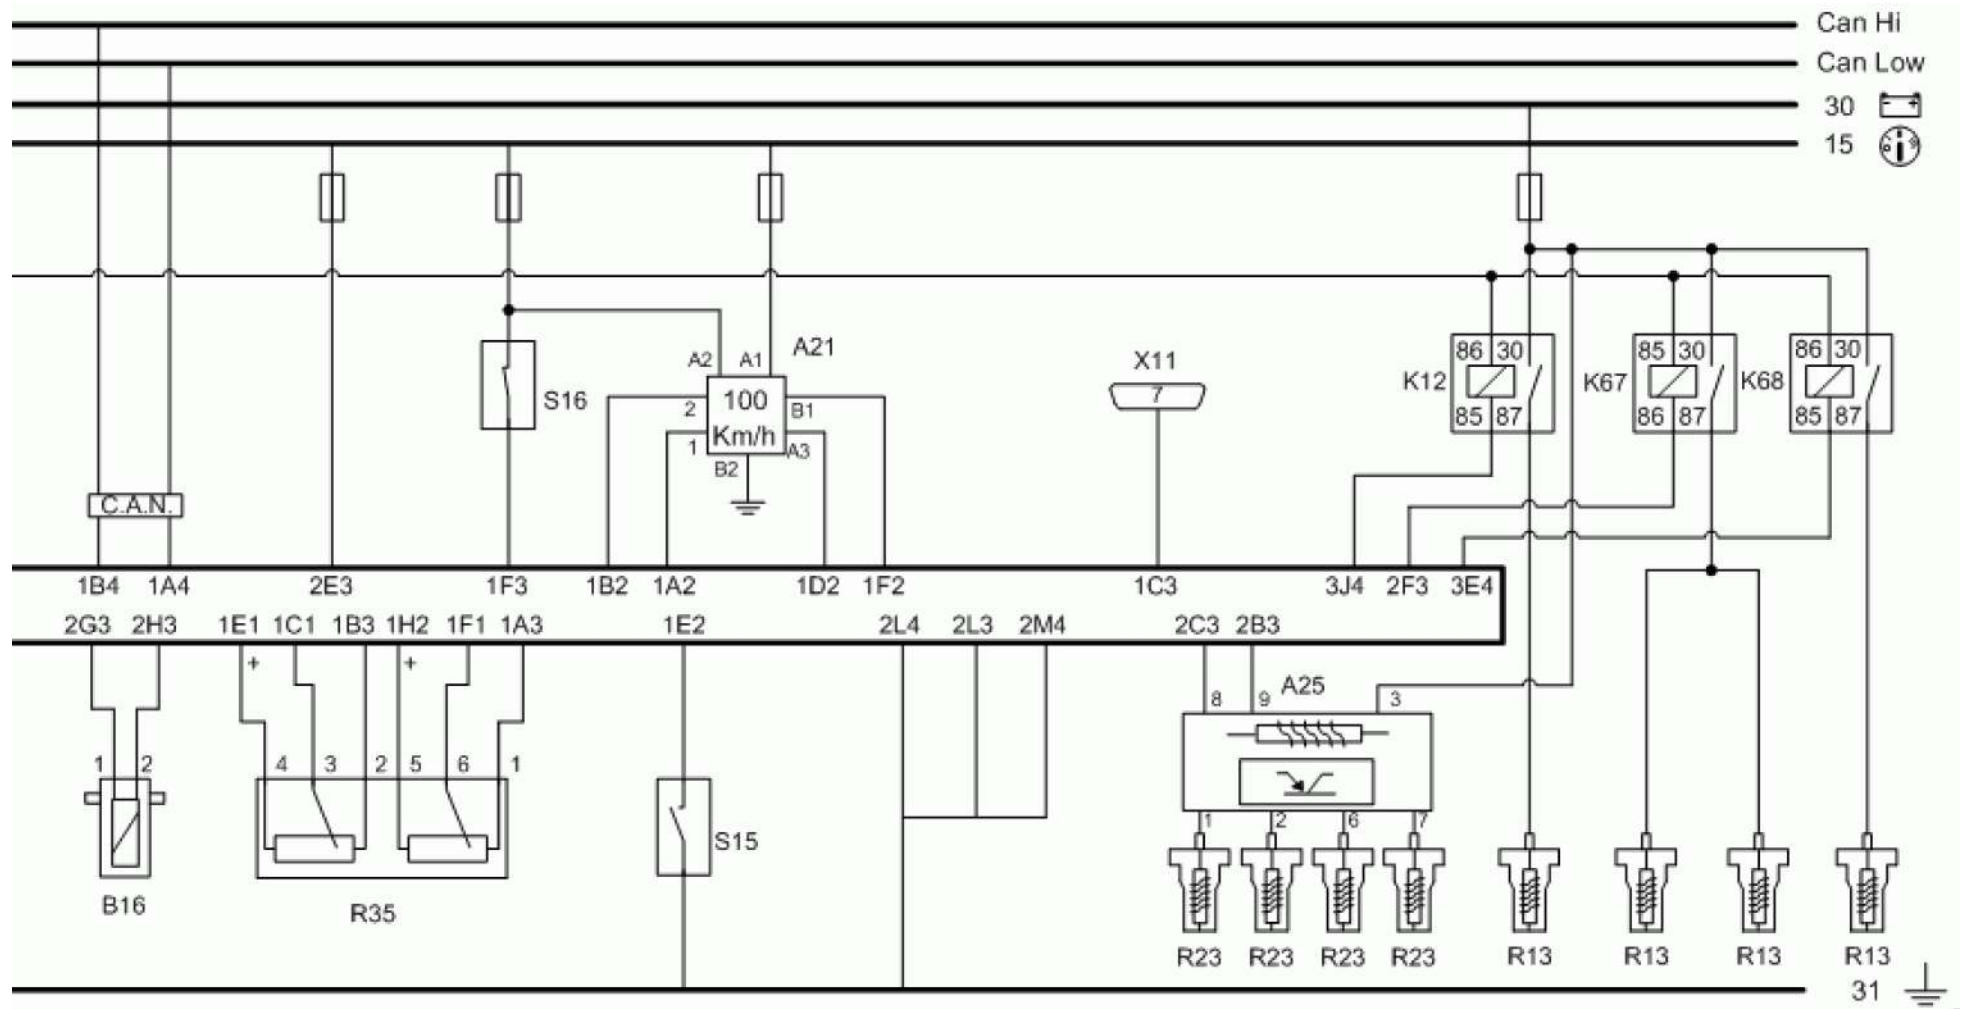 Can Hi
Can Low
30
15
A21
A2 A1
X11
7
86 30 85 30 86 30
K12 K67 K68
85 87 86 87 85 87
S16
2 100 B1
1 Km/h A3
B2
C.A.N.
1B4 1A4 2E3 1F3 1B2 1A2 1D2 1F2 1C3 3J4 2F3 3E4
2G3 2H3 1E1 1C1 1B3 1H2 1F1 1A3 1E2 2L4 2L3 2M4 2C3 2B3
+ +
8 9 A25 3
1 2 4 3 2 5 6 1
S15
1 2 6 7
B16 R35
R23 R23 R23 R23 R13 R13 R13 R13
31